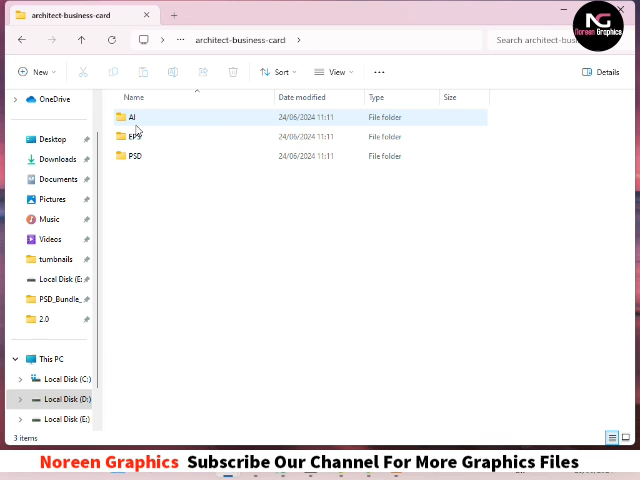 architect-business-card
NG
Noreen Graphics
architect-business-card
Search architect-busin
New
Sort
View
Details
Name
Date modified
Type
Size
OneDrive
Desktop
Downloads
Documents
Pictures
Music
Videos
tumbnails
Local Disk (E:
PSD_Bundle_
2.0
This PC
Local Disk (C:)
Local Disk (D:)
Local Disk (E:)
AI
24/06/2024 11:11
File folder
EPS
24/06/2024 11:11
File folder
PSD
24/06/2024 11:11
File folder
3 items
Noreen Graphics Subscribe Our Channel For More Graphics Files